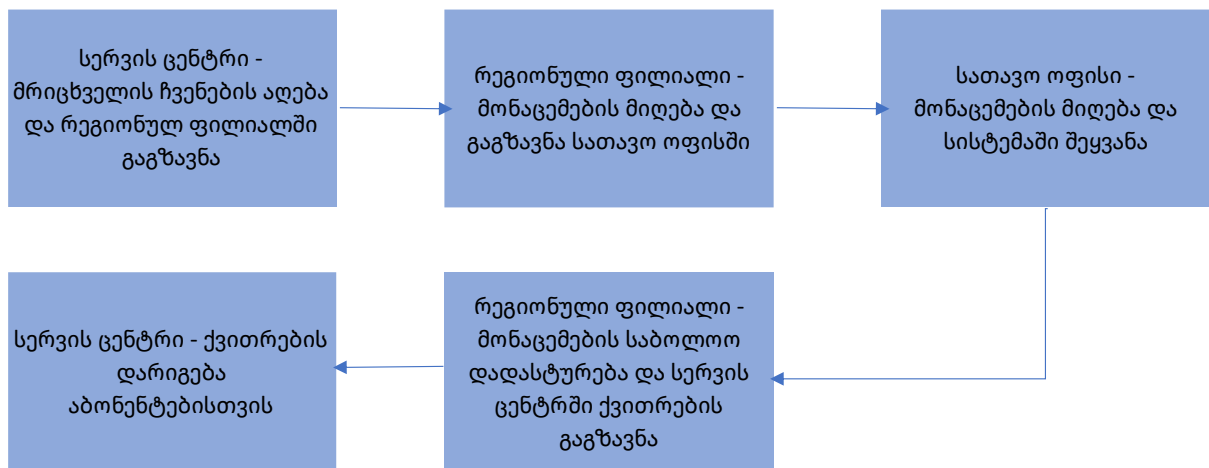 სერვის ცენტრი -
მრიცხველის ჩვენების აღება
და რეგიონულ ფილიალში
გაგზავნა
რეგიონული ფილიალი -
მონაცემების მიღება და
გაგზავნა სათავო ოფისში
სათავო ოფისი -
მონაცემების მიღება და
სისტემაში შეყვანა
რეგიონული ფილიალი -
მონაცემების საბოლოო
დადასტურება და სერვის
ცენტრში ქვითრების
გაგზავნა
სერვის ცენტრი - ქვითრების
დარიგება
აბონენტებისთვის